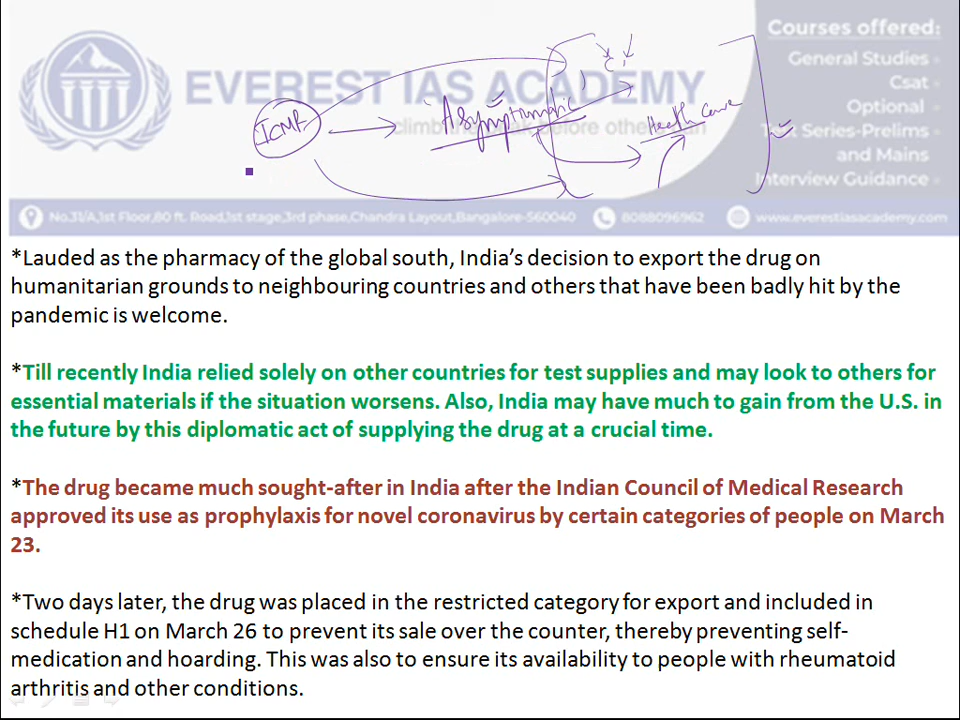 Courses offered:
EVEREST IAS ACADEMY
General Studies
Csat
Optional
Test Series-Prelims
and Mains
Interview Guidance
ICMR
Asymptomatic
Health care
No.31/A,1st Floor,80 ft. Road,1st stage,3rd phase,Chandra Layout,Bangalore-560040
8088096962
www.everestiasacademy.com
*Lauded as the pharmacy of the global south, India’s decision to export the drug on
humanitarian grounds to neighbouring countries and others that have been badly hit by the
pandemic is welcome.
*Till recently India relied solely on other countries for test supplies and may look to others for
essential materials if the situation worsens. Also, India may have much to gain from the U.S. in
the future by this diplomatic act of supplying the drug at a crucial time.
*The drug became much sought-after in India after the Indian Council of Medical Research
approved its use as prophylaxis for novel coronavirus by certain categories of people on March
23.
*Two days later, the drug was placed in the restricted category for export and included in
schedule H1 on March 26 to prevent its sale over the counter, thereby preventing self-
medication and hoarding. This was also to ensure its availability to people with rheumatoid
arthritis and other conditions.